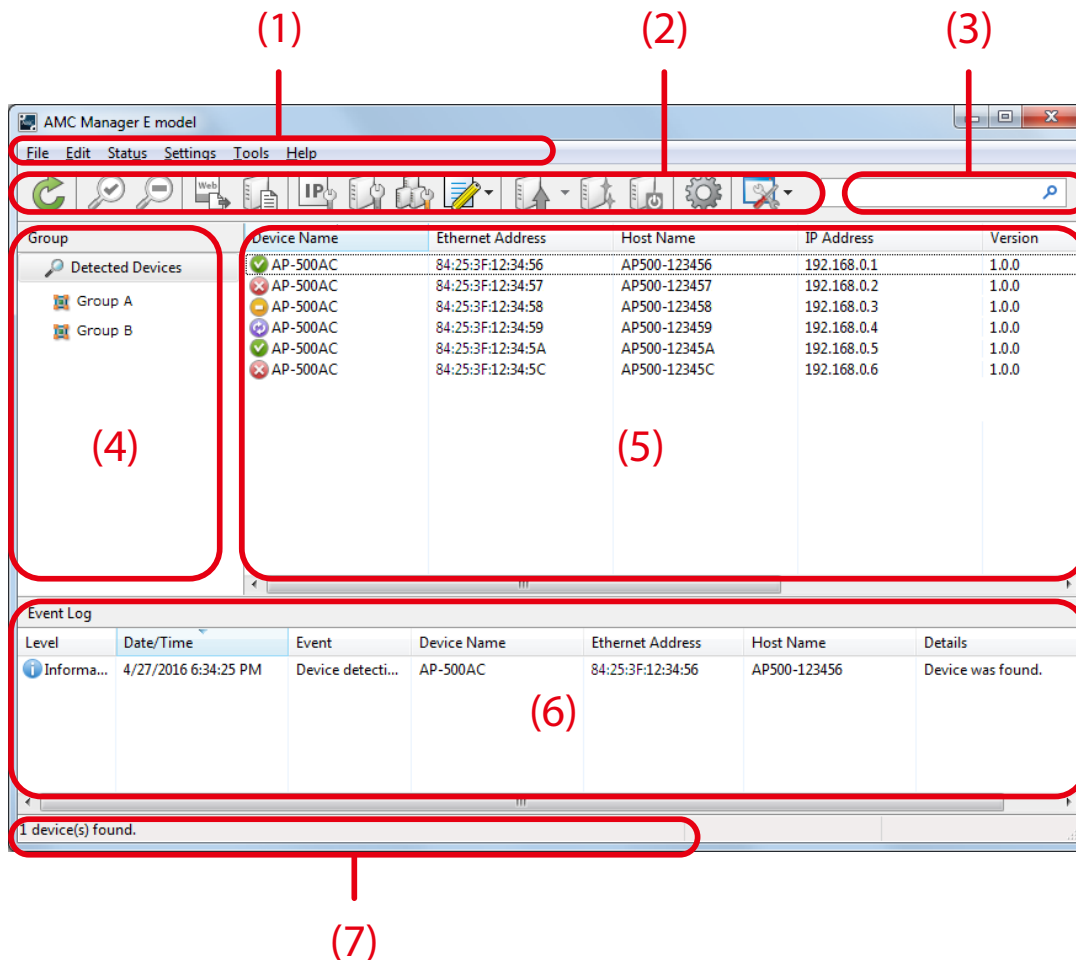 (1) (2) (3)
AMC Manager E model
File Edit Status Settings Tools Help
Web IP
Group
Detected Devices
Group A
Group B
(4)
Device Name Ethernet Address Host Name IP Address Version
AP-500AC 84:25:3F:12:34:56 AP500-123456 192.168.0.1 1.0.0
AP-500AC 84:25:3F:12:34:57 AP500-123457 192.168.0.2 1.0.0
AP-500AC 84:25:3F:12:34:58 AP500-123458 192.168.0.3 1.0.0
AP-500AC 84:25:3F:12:34:59 AP500-123459 192.168.0.4 1.0.0
AP-500AC 84:25:3F:12:34:5A AP500-12345A 192.168.0.5 1.0.0
AP-500AC 84:25:3F:12:34:5C AP500-12345C 192.168.0.6 1.0.0
(5)
Event Log
Level Date/Time Event Device Name Ethernet Address Host Name Details
Informa... 4/27/2016 6:34:25 PM Device detecti... AP-500AC 84:25:3F:12:34:56 AP500-123456 Device was found.
(6)
1 device(s) found.
(7)